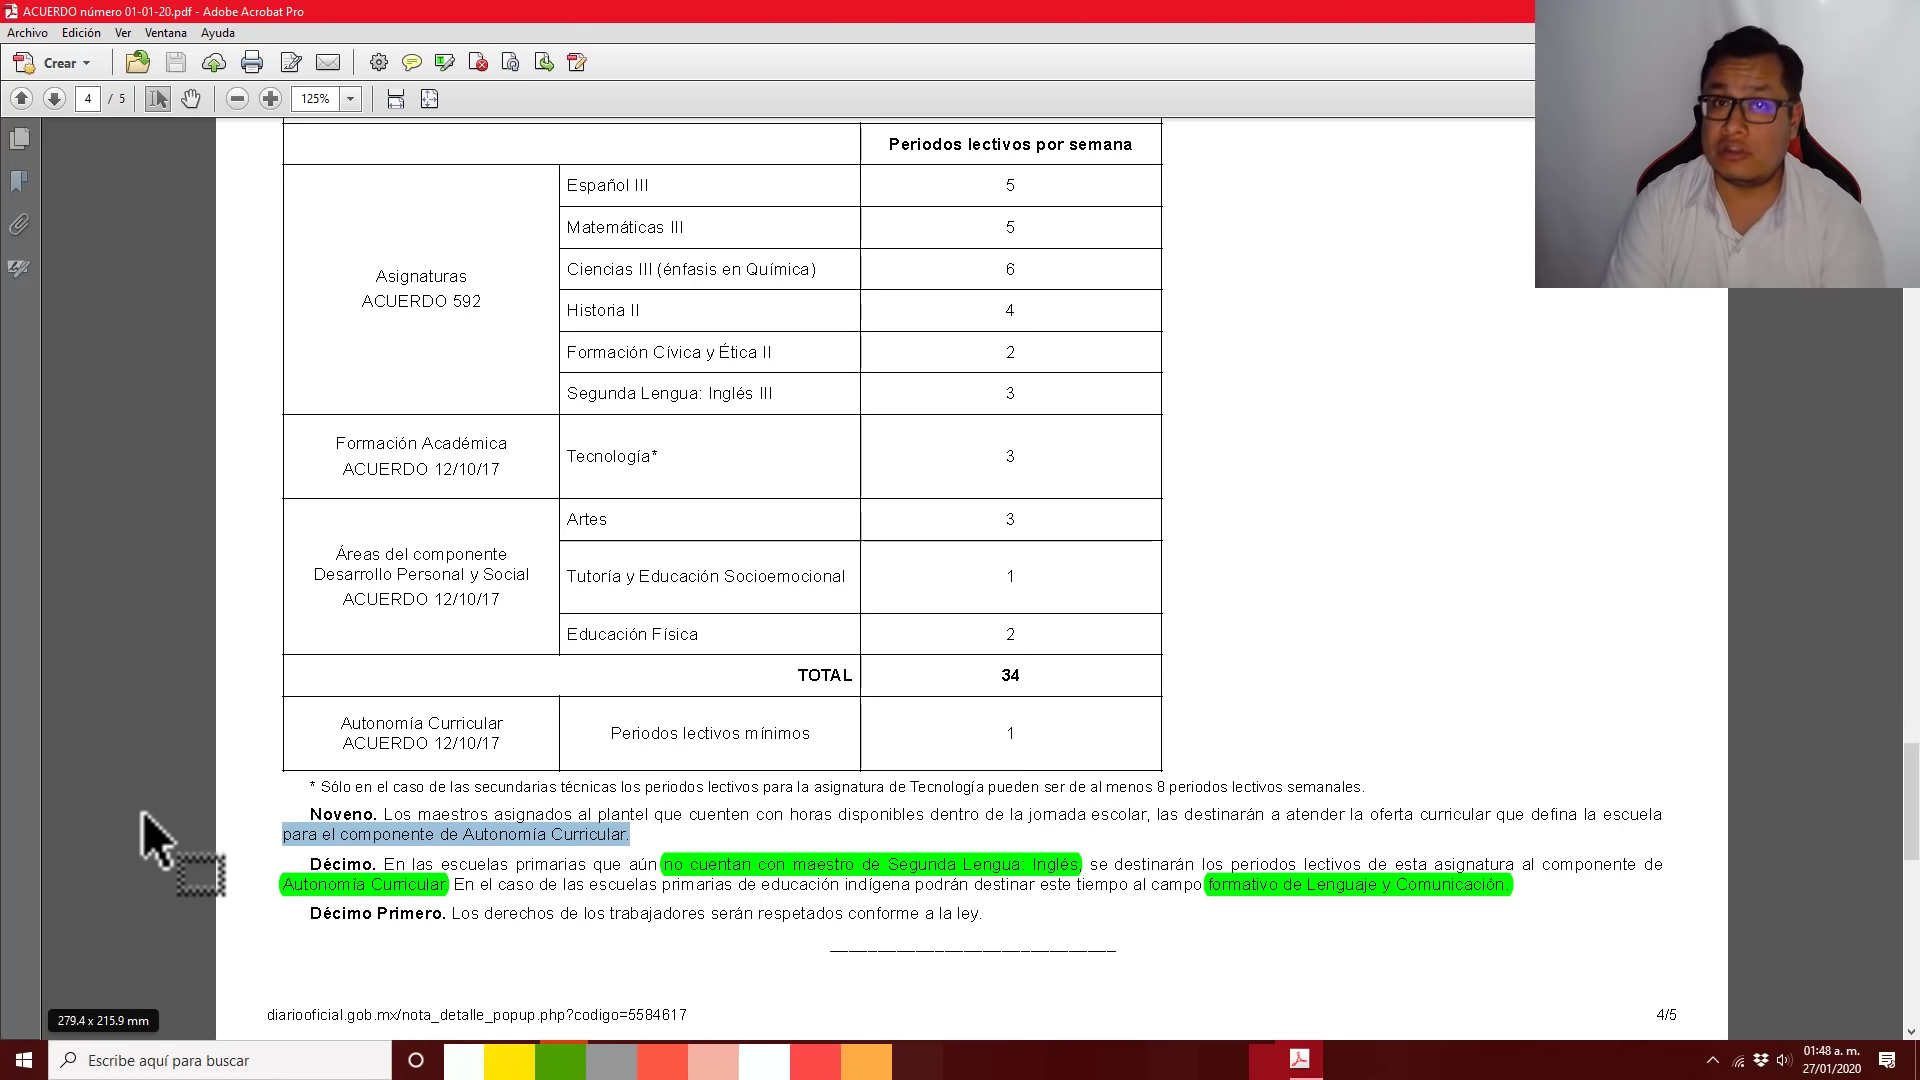 ACUERDO número 01-01-20.pdf - Adobe Acrobat Pro
Archivo Edición Ver Ventana Ayuda
Crear
4 / 5 125%
Periodos lectivos por semana
Asignaturas
ACUERDO 592
Español III 5
Matemáticas III 5
Ciencias III (énfasis en Química) 6
Historia II 4
Formación Cívica y Ética II 2
Segunda Lengua: Inglés III 3
Formación Académica
ACUERDO 12/10/17
Tecnología* 3
Áreas del componente
Desarrollo Personal y Social
ACUERDO 12/10/17
Artes 3
Tutoría y Educación Socioemocional 1
Educación Física 2
TOTAL 34
Autonomía Curricular
ACUERDO 12/10/17
Periodos lectivos mínimos 1
* Sólo en el caso de las secundarias técnicas los periodos lectivos para la asignatura de Tecnología pueden ser de al menos 8 periodos lectivos semanales.
Noveno. Los maestros asignados al plantel que cuenten con horas disponibles dentro de la jornada escolar, las destinarán a atender la oferta curricular que defina la escuela
para el componente de Autonomía Curricular.
Décimo. En las escuelas primarias que aún no cuentan con maestro de Segunda Lengua: Inglés, se destinarán los periodos lectivos de esta asignatura al componente de
Autonomía Curricular. En el caso de las escuelas primarias de educación indígena podrán destinar este tiempo al campo formativo de Lenguaje y Comunicación.
Décimo Primero. Los derechos de los trabajadores serán respetados conforme a la ley.
diariooficial.gob.mx/nota_detalle_popup.php?codigo=5584617 4/5
279.4 x 215.9 mm
Escribe aquí para buscar
01:48 a. m.
27/01/2020